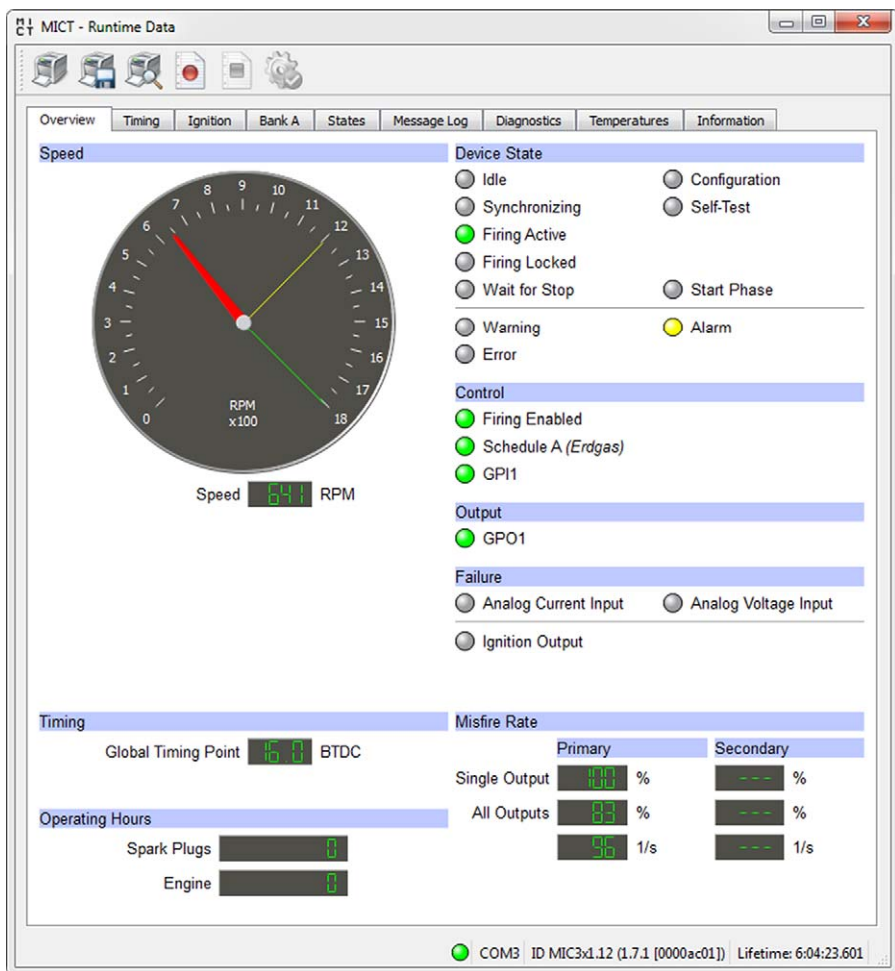 MICT - Runtime Data
Overview Timing Ignition Bank A States Message Log Diagnostics Temperatures Information
Speed
0 1 2 3 4 5 6 7 8 9 10 11 12 13 14 15 16 17 18
RPM
x100
Speed 641 RPM
Device State
Idle Configuration
Synchronizing Self-Test
Firing Active
Firing Locked
Wait for Stop Start Phase
Warning Alarm
Error
Control
Firing Enabled
Schedule A (Erdgas)
GPI1
Output
GPO1
Failure
Analog Current Input Analog Voltage Input
Ignition Output
Timing
Global Timing Point 16.0 BTDC
Operating Hours
Spark Plugs 0
Engine 0
Misfire Rate
Primary Secondary
Single Output 100 % --- %
All Outputs 83 % --- %
96 1/s --- 1/s
COM3 ID MIC3x1.12 (1.7.1 [0000ac01]) Lifetime: 6:04:23.601